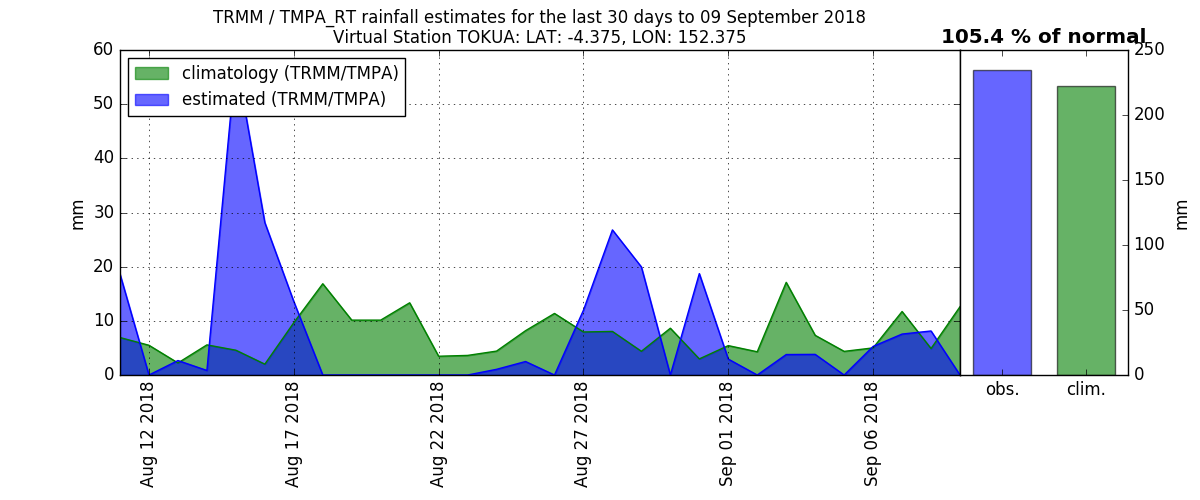 TRMM / TMPA_RT rainfall estimates for the last 30 days to 09 September 2018
Virtual Station TOKUA: LAT: -4.375, LON: 152.375
105.4 % of normal
climatology (TRMM/TMPA)
estimated (TRMM/TMPA)
60
50
40
30
20
10
0
mm
250
200
150
100
50
0
mm
Aug 12 2018
Aug 17 2018
Aug 22 2018
Aug 27 2018
Sep 01 2018
Sep 06 2018
obs.
clim.